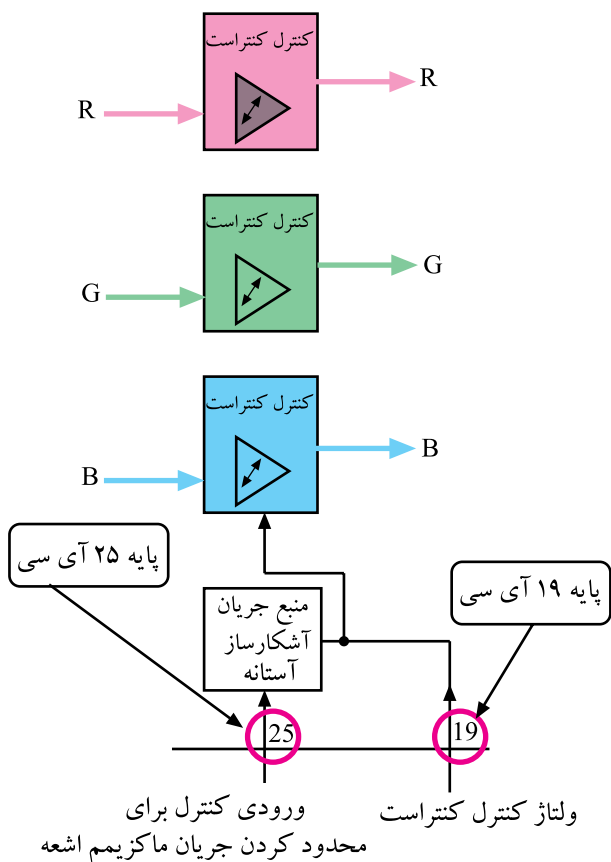 کنترل کنتراست
R
R
کنترل کنتراست
G
G
کنترل کنتراست
B
B
پایه ۲۵ آی سی
پایه ۱۹ آی سی
منبع جریان
آشکارساز
آستانه
25
19
ورودی کنترل برای
محدود کردن جریان ماکزیمم اشعه
ولتاژ کنترل کنتراست